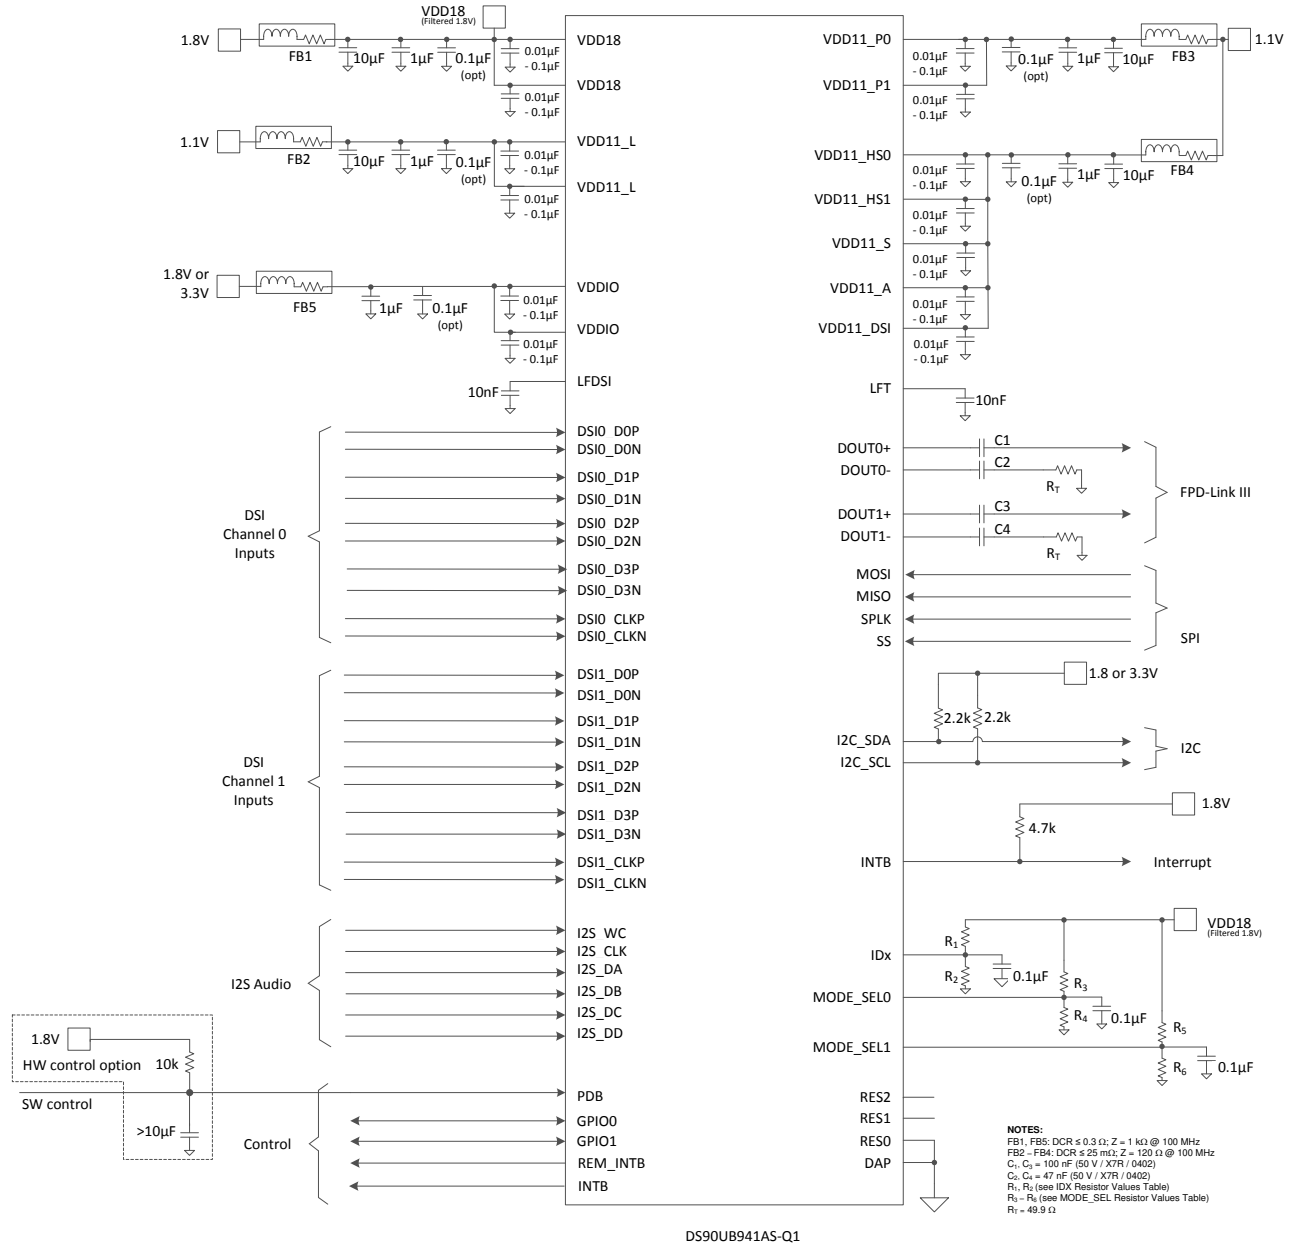 VDD18
(Filtered 1.8V)
1.8V
FB1
10µF
1µF
0.1µF
(opt)
0.01µF
- 0.1µF
VDD18
0.01µF
- 0.1µF
VDD18
1.1V
FB2
10µF
1µF
0.1µF
(opt)
0.01µF
- 0.1µF
VDD11_L
0.01µF
- 0.1µF
VDD11_L
1.8V or
3.3V
FB5
1µF
0.1µF
(opt)
0.01µF
- 0.1µF
VDDIO
0.01µF
- 0.1µF
VDDIO
10nF
LFDSI
DSI
Channel 0
Inputs
DSI0_D0P
DSI0_D0N
DSI0_D1P
DSI0_D1N
DSI0_D2P
DSI0_D2N
DSI0_D3P
DSI0_D3N
DSI0_CLKP
DSI0_CLKN
DSI
Channel 1
Inputs
DSI1_D0P
DSI1_D0N
DSI1_D1P
DSI1_D1N
DSI1_D2P
DSI1_D2N
DSI1_D3P
DSI1_D3N
DSI1_CLKP
DSI1_CLKN
I2S Audio
I2S_WC
I2S_CLK
I2S_DA
I2S_DB
I2S_DC
I2S_DD
1.8V
HW control option
10k
SW control
>10µF
Control
PDB
GPIO0
GPIO1
REM_INTB
INTB
VDD11_P0
0.01µF
- 0.1µF
0.1µF
(opt)
1µF
10µF
FB3
1.1V
VDD11_P1
0.01µF
- 0.1µF
VDD11_HS0
0.01µF
- 0.1µF
0.1µF
(opt)
1µF
10µF
FB4
VDD11_HS1
0.01µF
- 0.1µF
VDD11_S
0.01µF
- 0.1µF
VDD11_A
0.01µF
- 0.1µF
VDD11_DSI
0.01µF
- 0.1µF
LFT
10nF
DOUT0+
C1
DOUT0-
C2
RT
DOUT1+
C3
DOUT1-
C4
RT
FPD-Link III
MOSI
MISO
SPLK
SS
SPI
1.8 or 3.3V
2.2k
2.2k
I2C_SDA
I2C_SCL
I2C
1.8V
4.7k
INTB
Interrupt
VDD18
(Filtered 1.8V)
IDx
R1
R2
0.1µF
MODE_SEL0
R3
R4
0.1µF
MODE_SEL1
R5
R6
0.1µF
RES2
RES1
RES0
DAP
NOTES:
FB1, FB5: DCR ≤ 0.3 Ω; Z = 1 kΩ @ 100 MHz
FB2 – FB4: DCR ≤ 25 mΩ; Z = 120 Ω @ 100 MHz
C1, C3 = 100 nF (50 V / X7R / 0402)
C2, C4 = 47 nF (50 V / X7R / 0402)
R1, R2 (see IDX Resistor Values Table)
R3 – R6 (see MODE_SEL Resistor Values Table)
RT = 49.9 Ω
DS90UB941AS-Q1